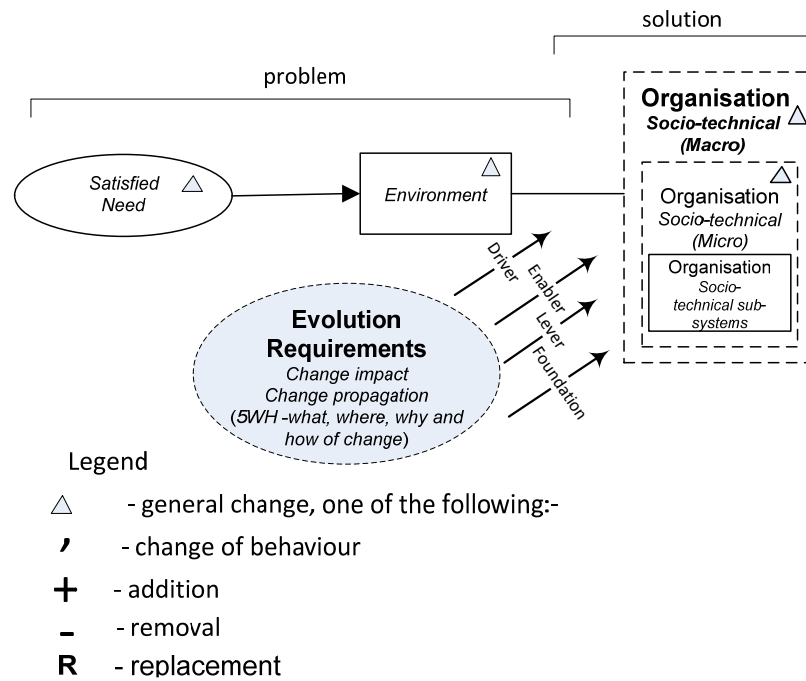 solution
problem
Organisation
Socio-technical
(Macro)
Satisfied
Need
Environment
Organisation
Socio-technical
(Micro)
Organisation
Socio-
technical sub-
systems
Driver
Enabler
Lever
Foundation
Evolution
Requirements
Change impact
Change propagation
(5WH -what, where, why and
how of change)
Legend
- general change, one of the following:-
, - change of behaviour
+ - addition
- - removal
R - replacement